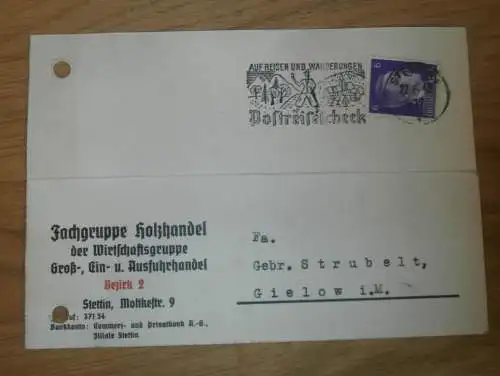 AUF REISEN UND WANDERUNGEN
Postreisescheck
Fachgruppe Holzhandel
der Wirtschaftsgruppe
Groß-, Ein- u. Ausfuhrhandel
Bezirk 2
Stettin, Moltkestr. 9
37154
Bankkonto: Commerz- und Privatbank A.-G.,
Filiale Stettin
Fa.
Gebr. Strubelt,
Gielow i.M.